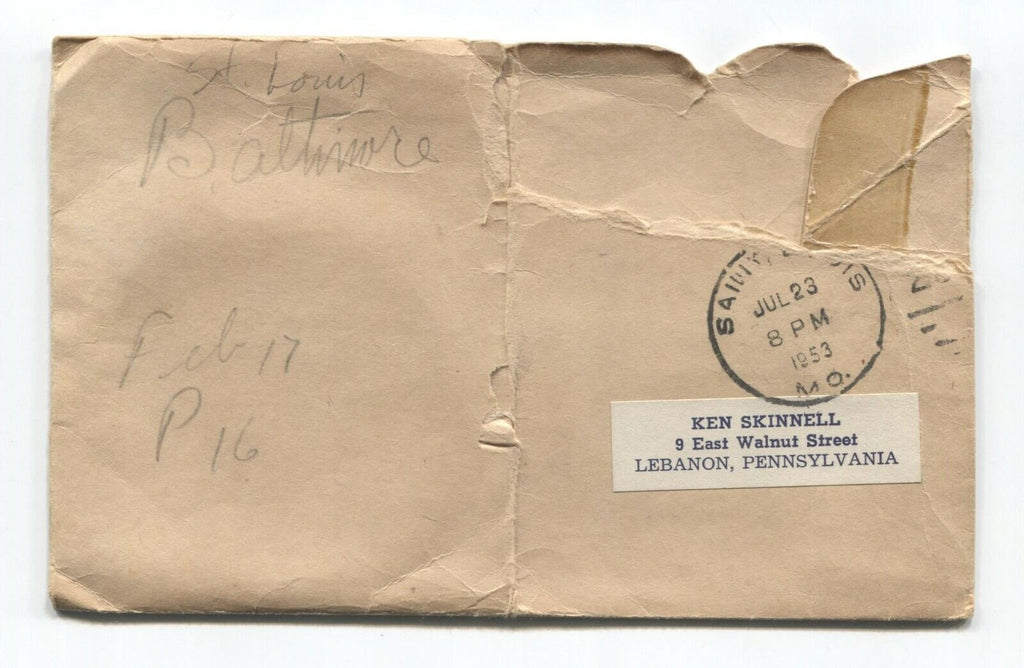 St. Louis
Baltimore
Feb 17
P 16
SAINT LOUIS
JUL 23
8 PM
1953
MO.
KEN SKINNELL
9 East Walnut Street
LEBANON, PENNSYLVANIA